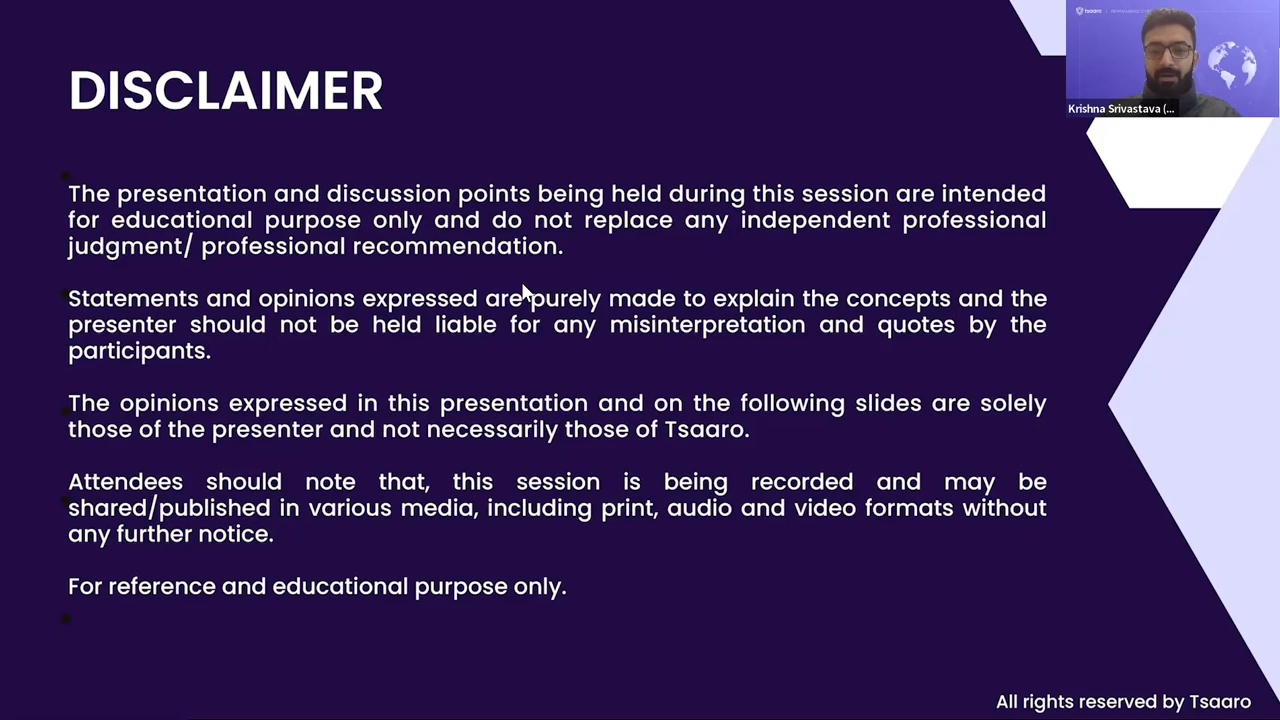 DISCLAIMER
tsaaro
Krishna Srivastava (...
The presentation and discussion points being held during this session are intended
for educational purpose only and do not replace any independent professional
judgment/ professional recommendation.
Statements and opinions expressed are purely made to explain the concepts and the
presenter should not be held liable for any misinterpretation and quotes by the
participants.
The opinions expressed in this presentation and on the following slides are solely
those of the presenter and not necessarily those of Tsaaro.
Attendees should note that, this session is being recorded and may be
shared/published in various media, including print, audio and video formats without
any further notice.
For reference and educational purpose only.
All rights reserved by Tsaaro